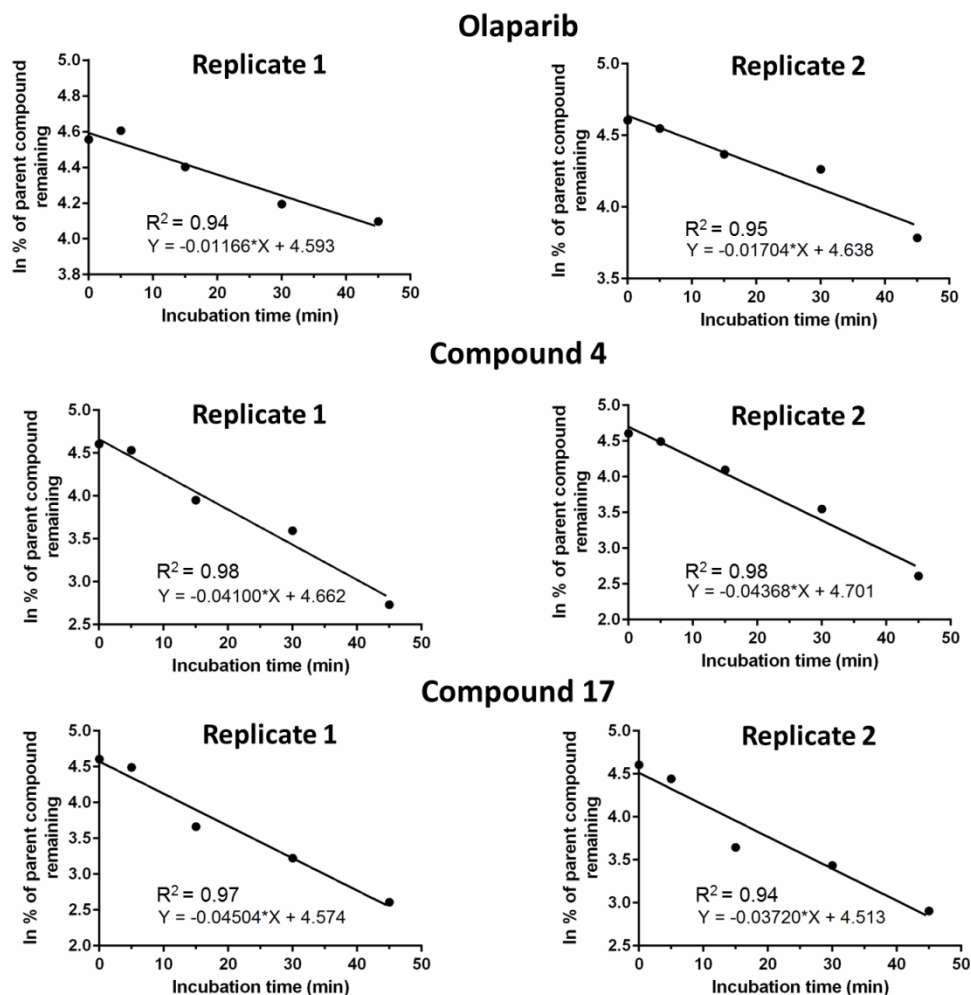 Olaparib
Replicate 1
ln % of parent compound
remaining
5.0
4.8
4.6
4.4
4.2
4.0
3.8
R2 = 0.94
Y = -0.01166*X + 4.593
0 10 20 30 40 50
Incubation time (min)
Replicate 2
ln % of parent compound
remaining
5.0
4.5
4.0
3.5
R2 = 0.95
Y = -0.01704*X + 4.638
0 10 20 30 40 50
Incubation time (min)
Compound 4
Replicate 1
ln % of parent compound
remaining
5.0
4.5
4.0
3.5
3.0
2.5
R2 = 0.98
Y = -0.04100*X + 4.662
0 10 20 30 40 50
Incubation time (min)
Replicate 2
ln % of parent compound
remaining
5.0
4.5
4.0
3.5
3.0
2.5
2.0
R2 = 0.98
Y = -0.04368*X + 4.701
0 10 20 30 40 50
Incubation time (min)
Compound 17
Replicate 1
ln % of parent compound
remaining
5.0
4.5
4.0
3.5
3.0
2.5
2.0
R2 = 0.97
Y = -0.04504*X + 4.574
0 10 20 30 40 50
Incubation time (min)
Replicate 2
ln % of parent compound
remaining
5.0
4.5
4.0
3.5
3.0
2.5
R2 = 0.94
Y = -0.03720*X + 4.513
0 10 20 30 40 50
Incubation time (min)